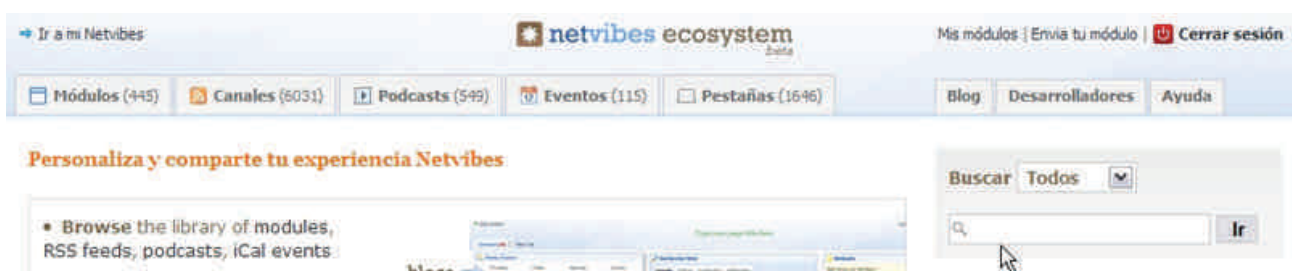 Ir a mi Netvibes
netvibes ecosystem
beta
Mis módulos | Envia tu módulo | Cerrar sesión
Módulos (445) Canales (6031) Podcasts (549) Eventos (115) Pestañas (1646)
Blog Desarrolladores Ayuda
Personaliza y comparte tu experiencia Netvibes
Buscar Todos
• Browse the library of modules,
RSS feeds, podcasts, iCal events
Ir